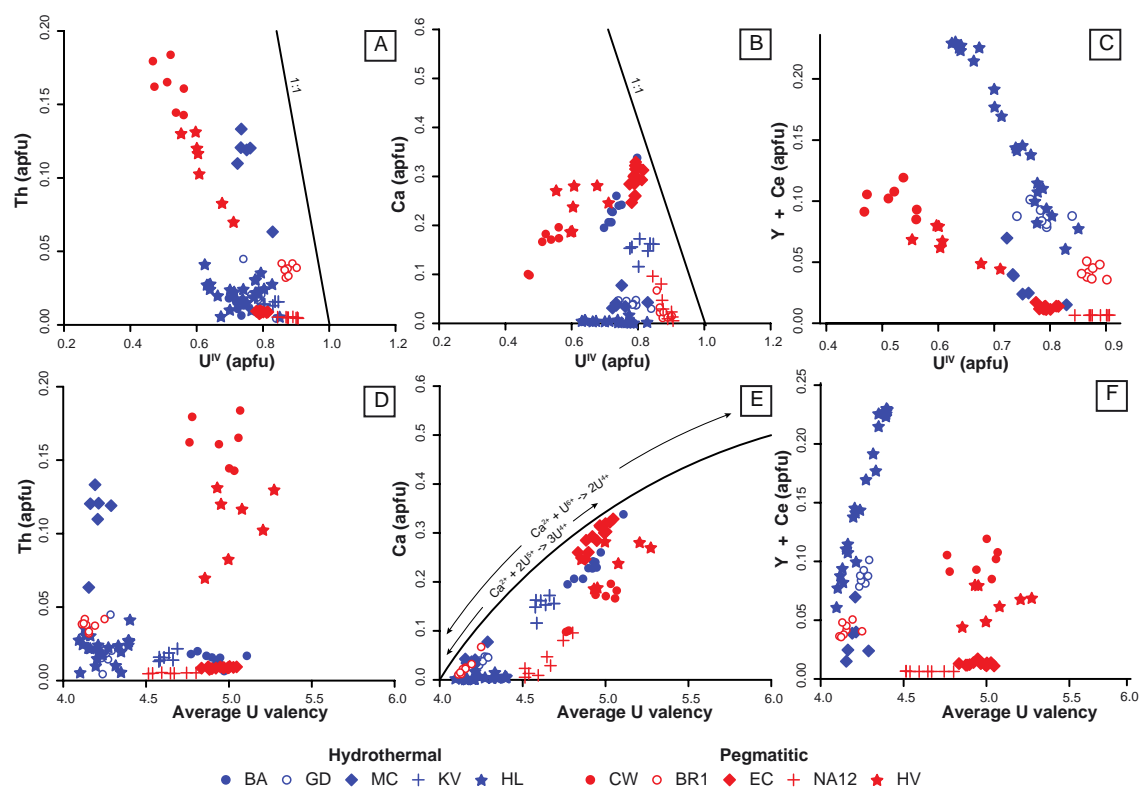 A
Th (apfu)
0.20
0.15
0.10
0.05
0.00
1:1
0.2 0.4 0.6 0.8 1.0 1.2
Uᴵⱽ (apfu)
B
Ca (apfu)
0.6
0.5
0.4
0.3
0.2
0.1
0.0
1:1
0.2 0.4 0.6 0.8 1.0 1.2
Uᴵⱽ (apfu)
C
Y + Ce (apfu)
0.20
0.15
0.10
0.05
0.00
0.4 0.5 0.6 0.7 0.8 0.9
Uᴵⱽ (apfu)
D
Th (apfu)
0.20
0.15
0.10
0.05
0.00
4.0 4.5 5.0 5.5 6.0
Average U valency
E
Ca (apfu)
0.6
0.5
0.4
0.3
0.2
0.1
0.0
Ca²⁺ + U⁶⁺ -> 2U⁴⁺
Ca²⁺ + 2U⁵⁺ -> 3U⁴⁺
4.0 4.5 5.0 5.5 6.0
Average U valency
F
Y + Ce (apfu)
0.25
0.20
0.15
0.10
0.05
0.00
4.0 4.5 5.0 5.5 6.0
Average U valency
Hydrothermal
BA GD MC KV HL
Pegmatitic
CW BR1 EC NA12 HV